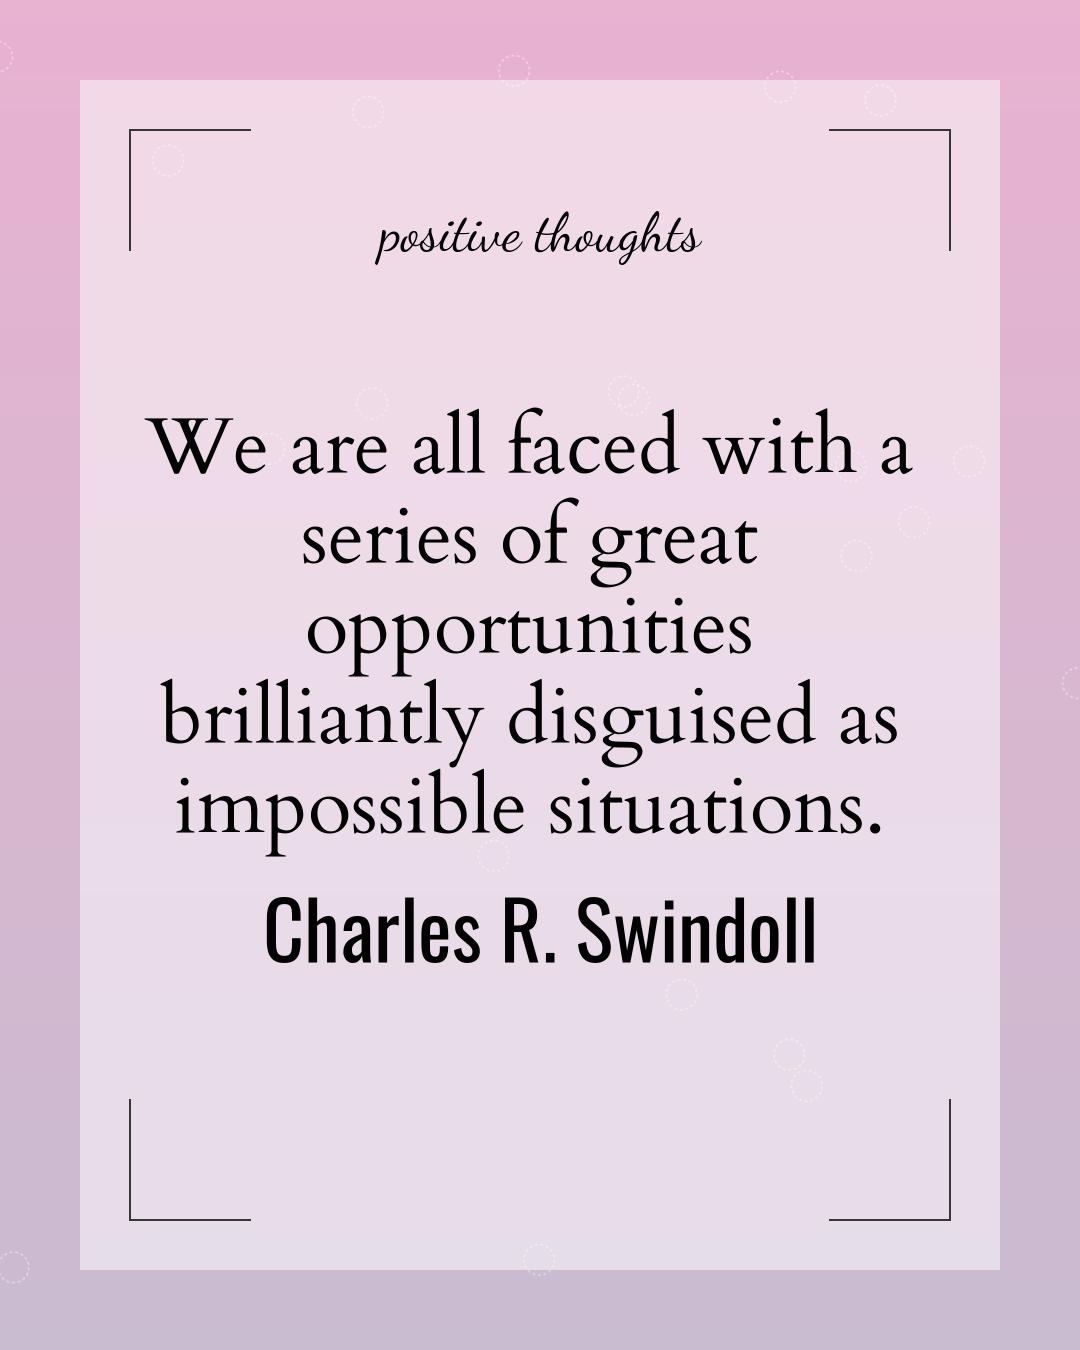 positive thoughts
We are all faced with a
series of great
opportunities
brilliantly disguised as
impossible situations.
Charles R. Swindoll